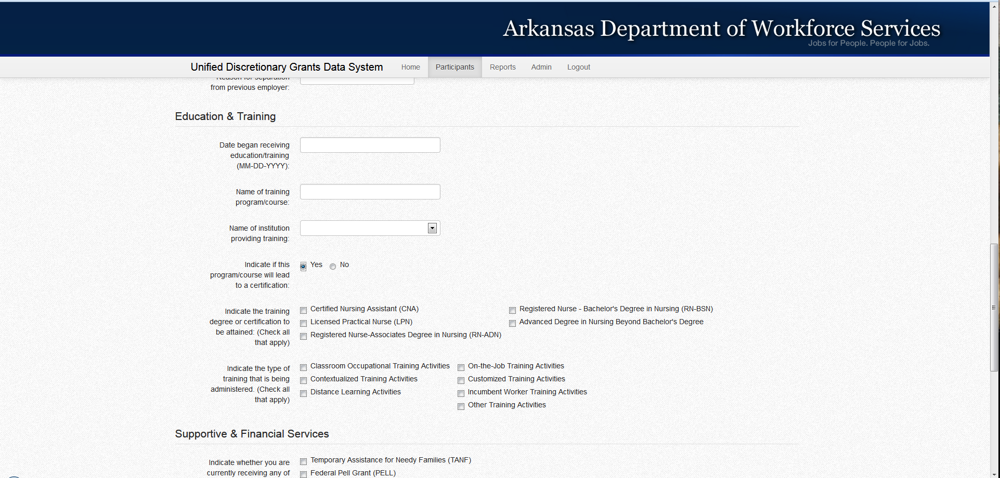 Arkansas Department of Workforce Services
Jobs for People. People for Jobs.
Unified Discretionary Grants Data System Home Participants Reports Admin Logout
Reason for separation
from previous employer:
Education & Training
Date began receiving
education/training
(MM-DD-YYYY):
Name of training
program/course:
Name of institution
providing training:
Indicate if this
program/course will lead
to a certification:
Yes No
Indicate the training
degree or certification to
be attained: (Check all
that apply)
Certified Nursing Assistant (CNA)
Licensed Practical Nurse (LPN)
Registered Nurse-Associates Degree in Nursing (RN-ADN)
Registered Nurse - Bachelor's Degree in Nursing (RN-BSN)
Advanced Degree in Nursing Beyond Bachelor's Degree
Indicate the type of
training that is being
administered. (Check all
that apply)
Classroom Occupational Training Activities
Contextualized Training Activities
Distance Learning Activities
On-the-Job Training Activities
Customized Training Activities
Incumbent Worker Training Activities
Other Training Activities
Supportive & Financial Services
Indicate whether you are
currently receiving any of
Temporary Assistance for Needy Families (TANF)
Federal Pell Grant (PELL)